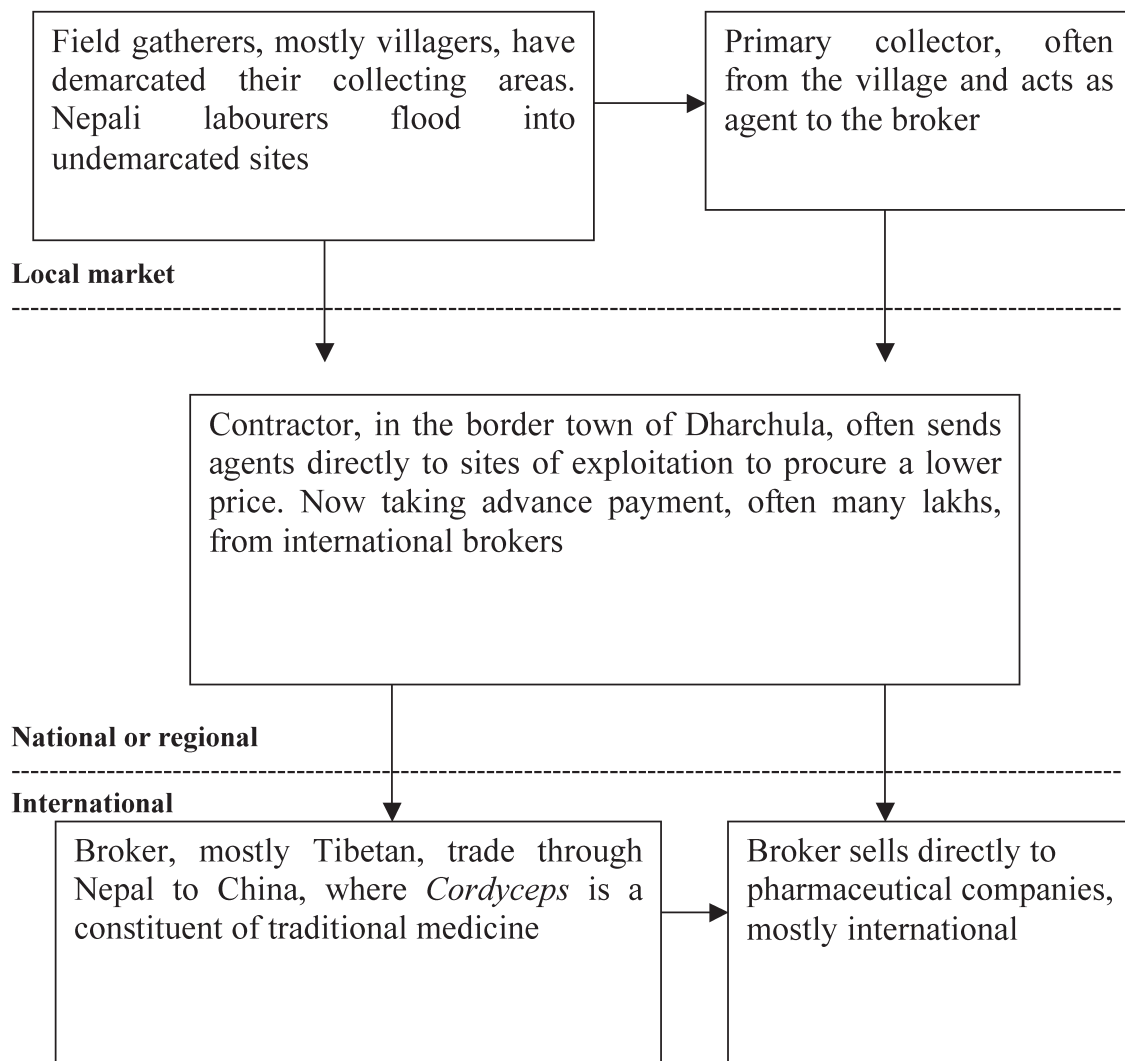 Field gatherers, mostly villagers, have
demarcated their collecting areas.
Nepali labourers flood into
undemarcated sites
Primary collector, often
from the village and acts as
agent to the broker
Local market
Contractor, in the border town of Dharchula, often sends
agents directly to sites of exploitation to procure a lower
price. Now taking advance payment, often many lakhs,
from international brokers
National or regional
International
Broker, mostly Tibetan, trade through
Nepal to China, where Cordyceps is a
constituent of traditional medicine
Broker sells directly to
pharmaceutical companies,
mostly international